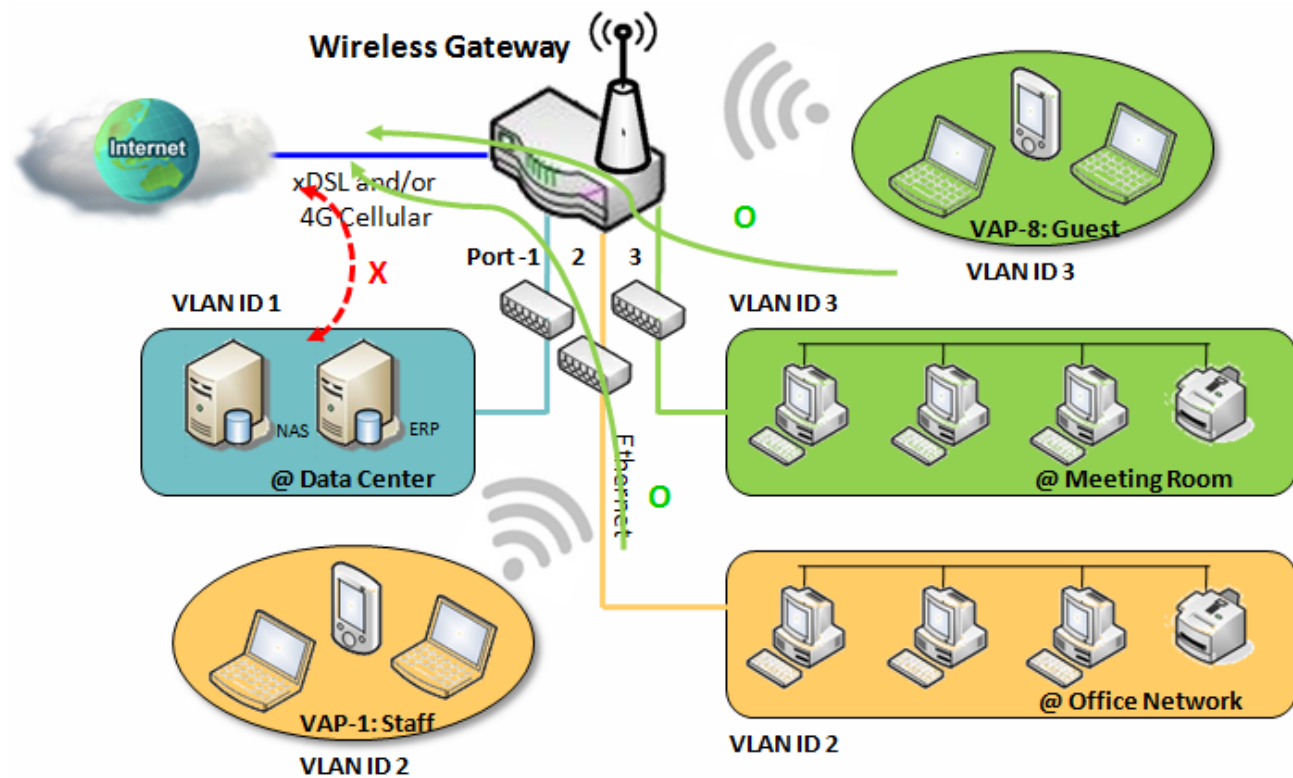 Wireless Gateway
Internet
xDSL and/or
4G Cellular
O
VAP-8: Guest
VLAN ID 3
Port -1
2
3
X
VLAN ID 1
VLAN ID 3
NAS
ERP
@ Data Center
Ethernet
O
@ Meeting Room
VAP-1: Staff
VLAN ID 2
@ Office Network
VLAN ID 2